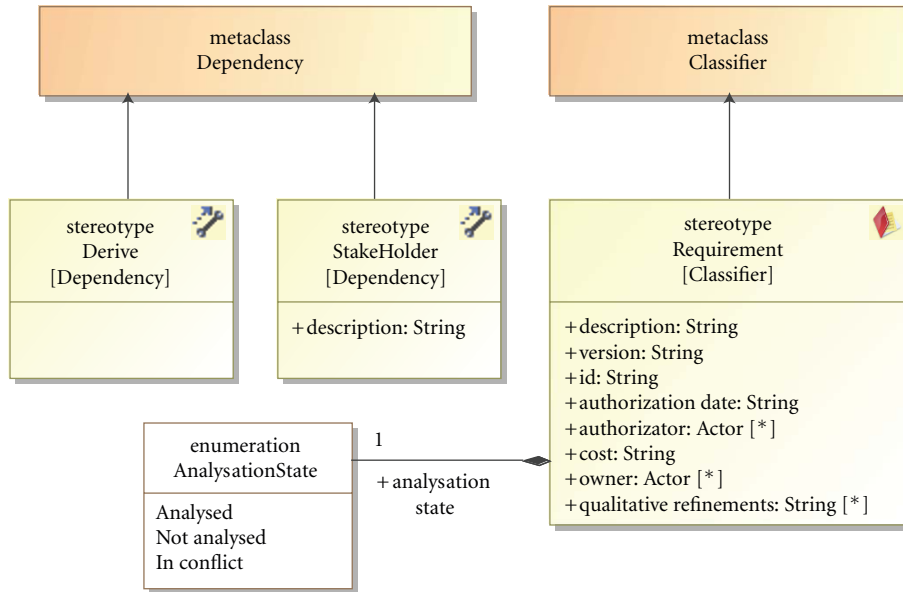 metaclass
Dependency
metaclass
Classifier
stereotype
Derive
[Dependency]
stereotype
StakeHolder
[Dependency]
+description: String
stereotype
Requirement
[Classifier]
+description: String
+version: String
+id: String
+authorization date: String
+authorizator: Actor [*]
+cost: String
+owner: Actor [*]
+qualitative refinements: String [*]
enumeration
AnalysationState
Analysed
Not analysed
In conflict
1
+analysation
state